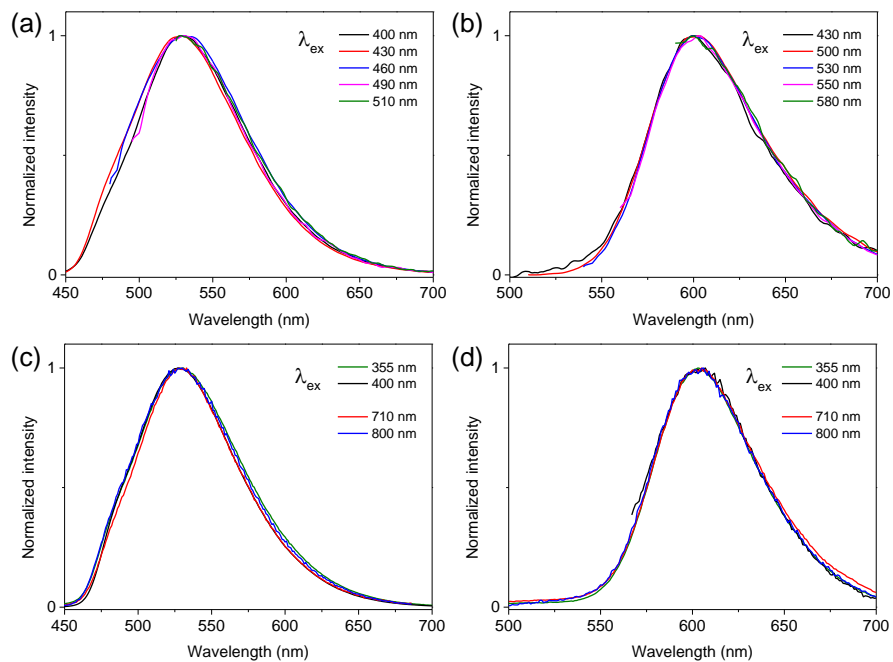 (a)
λex
400 nm
430 nm
460 nm
490 nm
510 nm
Normalized intensity
1
0
450 500 550 600 650 700
Wavelength (nm)
(b)
λex
430 nm
500 nm
530 nm
550 nm
580 nm
Normalized intensity
1
0
500 550 600 650 700
Wavelength (nm)
(c)
λex
355 nm
400 nm
710 nm
800 nm
Normalized intensity
1
0
450 500 550 600 650 700
Wavelength (nm)
(d)
λex
355 nm
400 nm
710 nm
800 nm
Normalized intensity
1
0
500 550 600 650 700
Wavelength (nm)